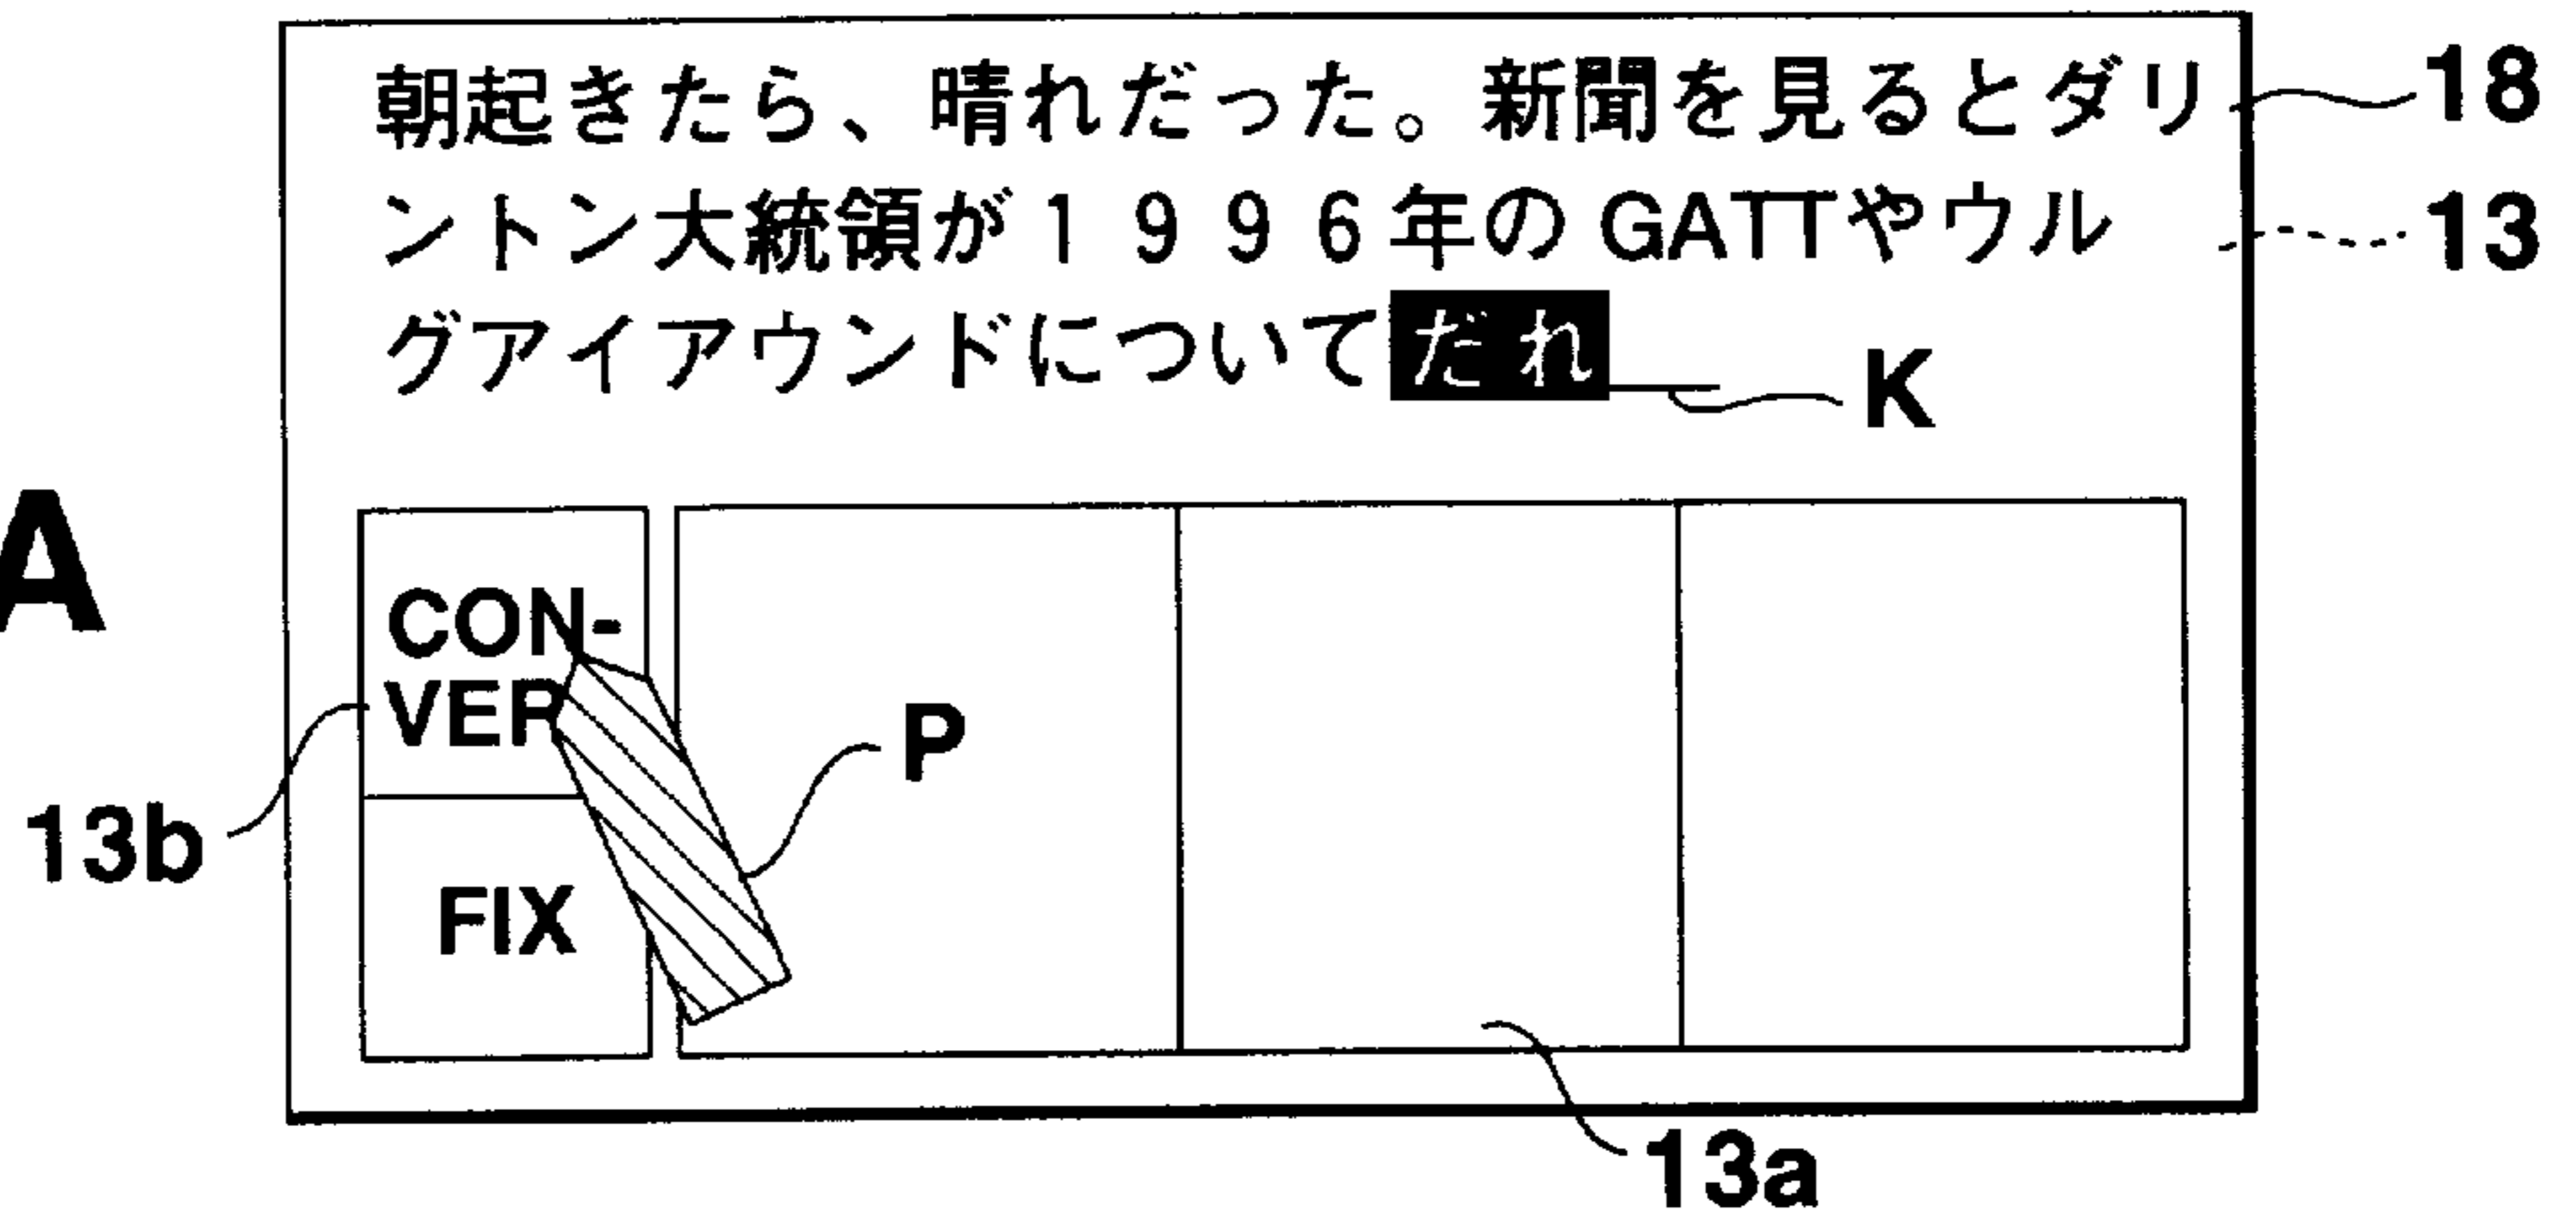 朝起きたら、晴れだった。新聞を見るとダリ
ントン大統領が１９９６年のGATTやウル
グアイアウンドについてだれ
18
13
K
A
CON-
VER
P
13b
FIX
13a